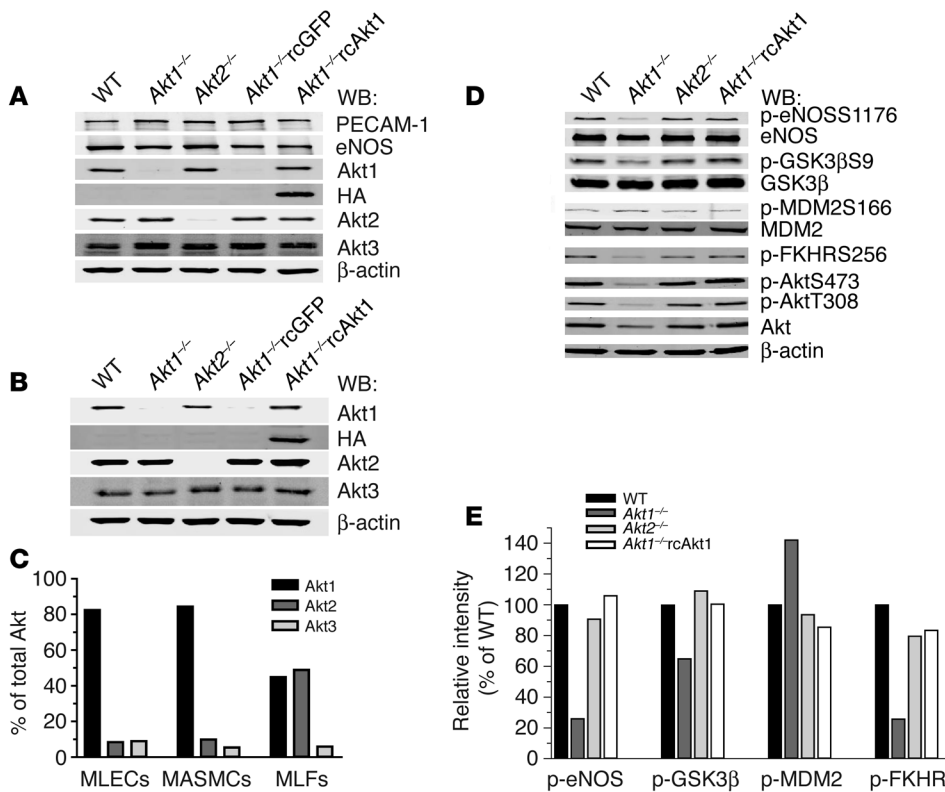 A
WT
Akt1-/-
Akt2-/-
Akt1-/-rcGFP
Akt1-/-rcAkt1
WB:
PECAM-1
eNOS
Akt1
HA
Akt2
Akt3
β-actin
B
WT
Akt1-/-
Akt2-/-
Akt1-/-rcGFP
Akt1-/-rcAkt1
WB:
Akt1
HA
Akt2
Akt3
β-actin
C
% of total Akt
100
80
60
40
20
0
Akt1
Akt2
Akt3
MLECs MASMCs MLFs
D
WT
Akt1-/-
Akt2-/-
Akt1-/-rcAkt1
WB:
p-eNOSS1176
eNOS
p-GSK3βS9
GSK3β
p-MDM2S166
MDM2
p-FKHRS256
p-AktS473
p-AktT308
Akt
β-actin
E
WT
Akt1-/-
Akt2-/-
Akt1-/-rcAkt1
Relative intensity
(% of WT)
140
120
100
80
60
40
20
0
p-eNOS p-GSK3β p-MDM2 p-FKHR